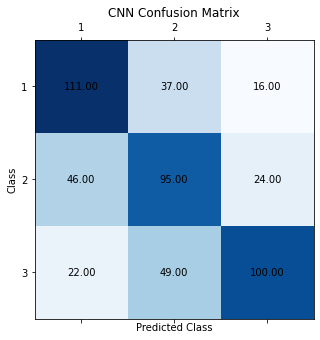 CNN Confusion Matrix
1 2 3
1 111.00 37.00 16.00
Class 2 46.00 95.00 24.00
3 22.00 49.00 100.00
Predicted Class